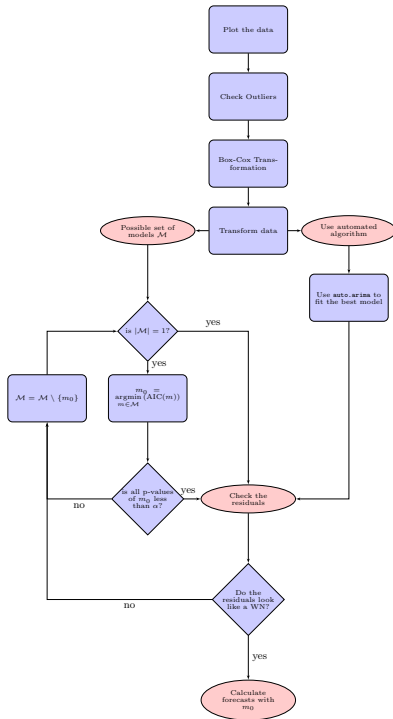 Plot the data
Check Outliers
Box-Cox Trans-
formation
Possible set of
models ℳ
Transform data
Use automated
algorithm
Use auto.arima to
fit the best model
is |ℳ| = 1?
yes
yes
ℳ = ℳ \ {m₀}
m₀ =
argmin (AIC(m))
m∈ℳ
is all p-values
of m₀ less
than α?
yes
no
Check the
residuals
Do the
residuals look
like a WN?
no
yes
Calculate
forecasts with
m₀